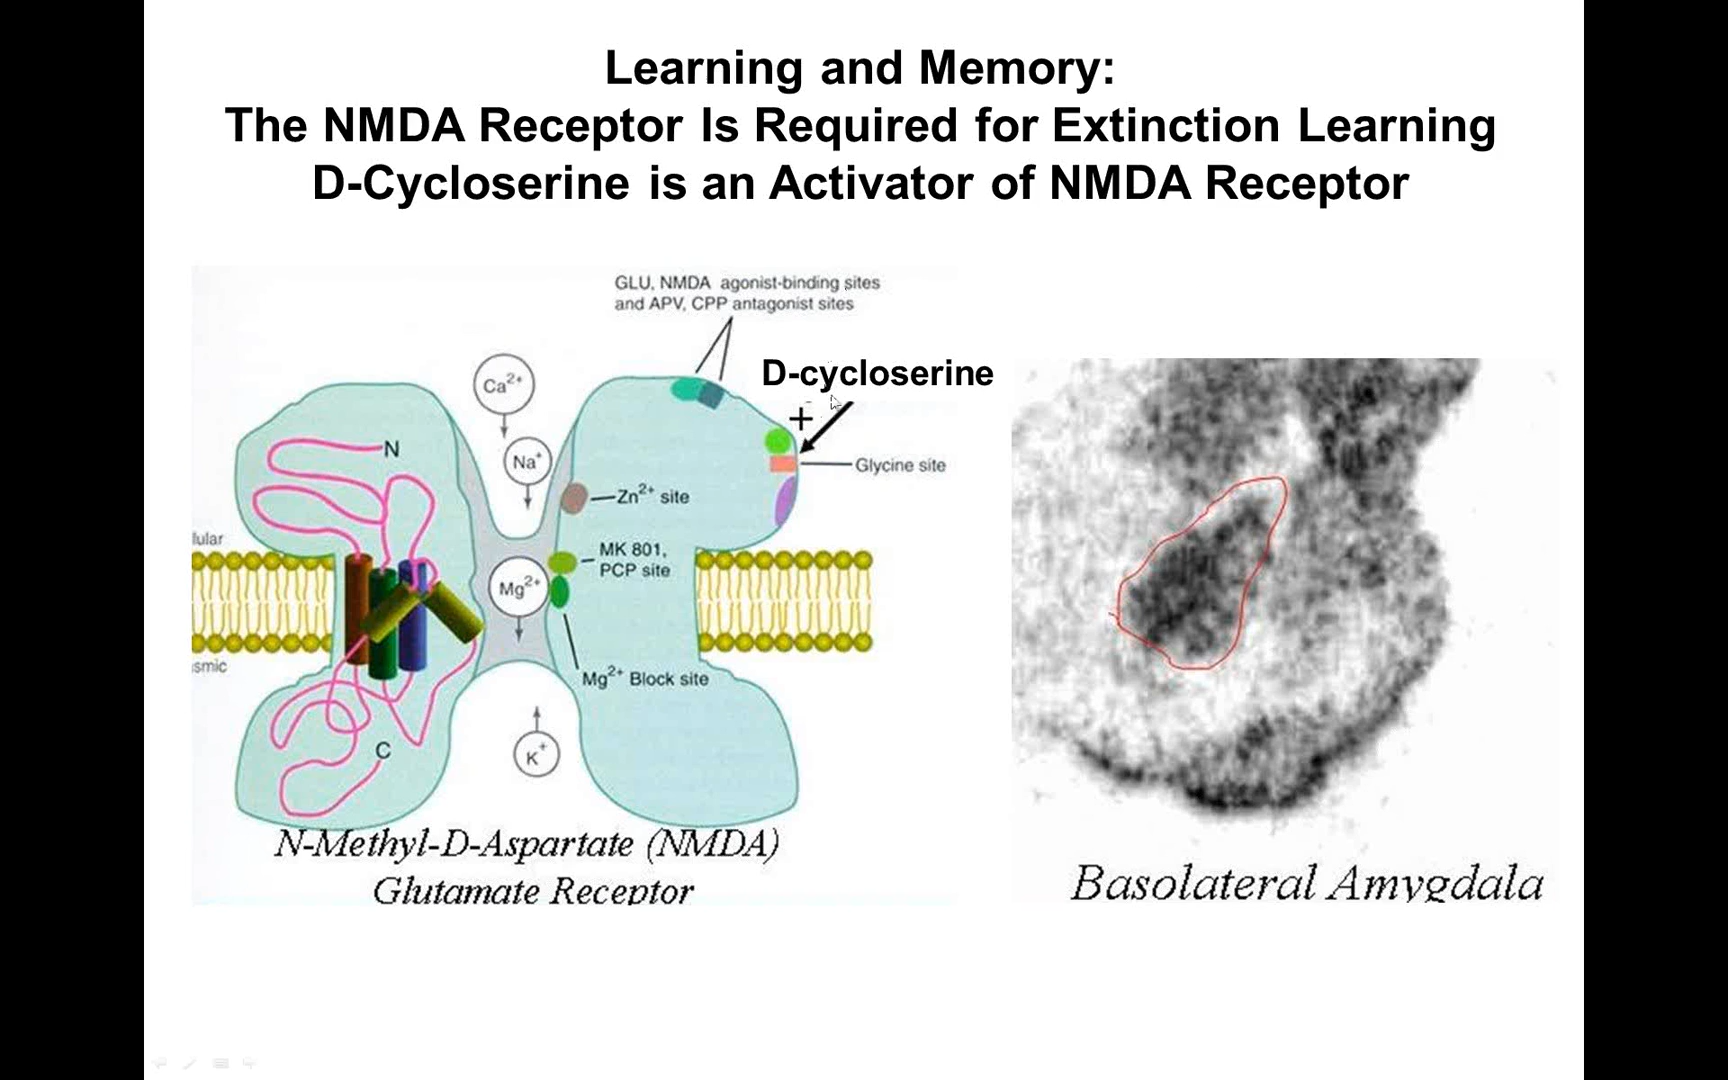 Learning and Memory:
The NMDA Receptor Is Required for Extinction Learning
D-Cycloserine is an Activator of NMDA Receptor
GLU, NMDA agonist-binding sites
and APV, CPP antagonist sites
D-cycloserine
+
Ca2+
Na+
N
Glycine site
Zn2+ site
lular
MK 801,
PCP site
Mg2+
smic
Mg2+ Block site
C
K+
N-Methyl-D-Aspartate (NMDA)
Glutamate Receptor
Basolateral Amygdala